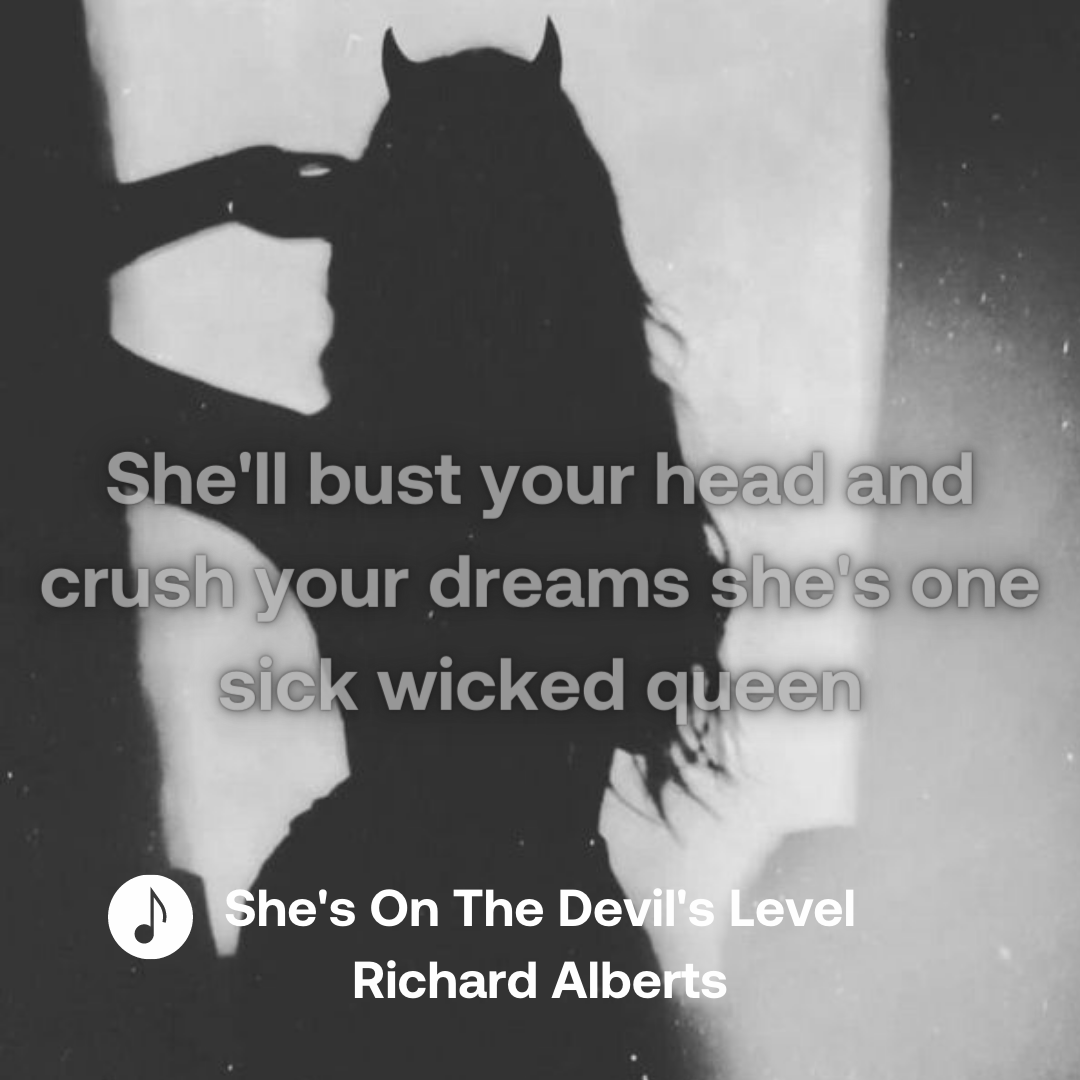 She'll bust your head and
crush your dreams she's one
sick wicked queen
She's On The Devil's Level
Richard Alberts